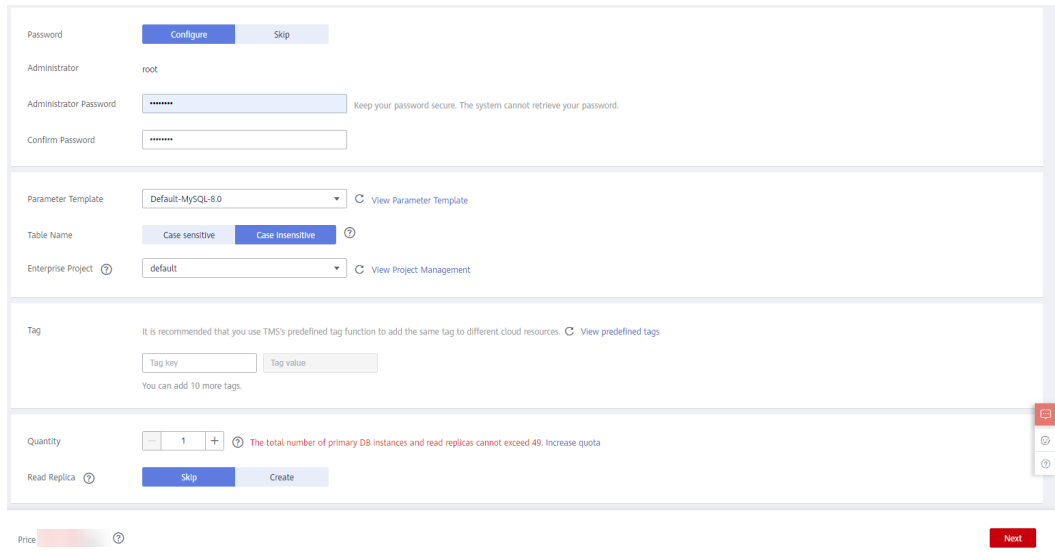 Password Configure Skip
Administrator root
Administrator Password •••••••• Keep your password secure. The system cannot retrieve your password.
Confirm Password ••••••••
Parameter Template Default-MySQL-8.0 View Parameter Template
Table Name Case sensitive Case insensitive ?
Enterprise Project ? default View Project Management
Tag It is recommended that you use TMS's predefined tag function to add the same tag to different cloud resources. View predefined tags
Tag key Tag value
You can add 10 more tags.
Quantity — 1 + ? The total number of primary DB instances and read replicas cannot exceed 49. Increase quota
Read Replica ? Skip Create
?
Price ? Next